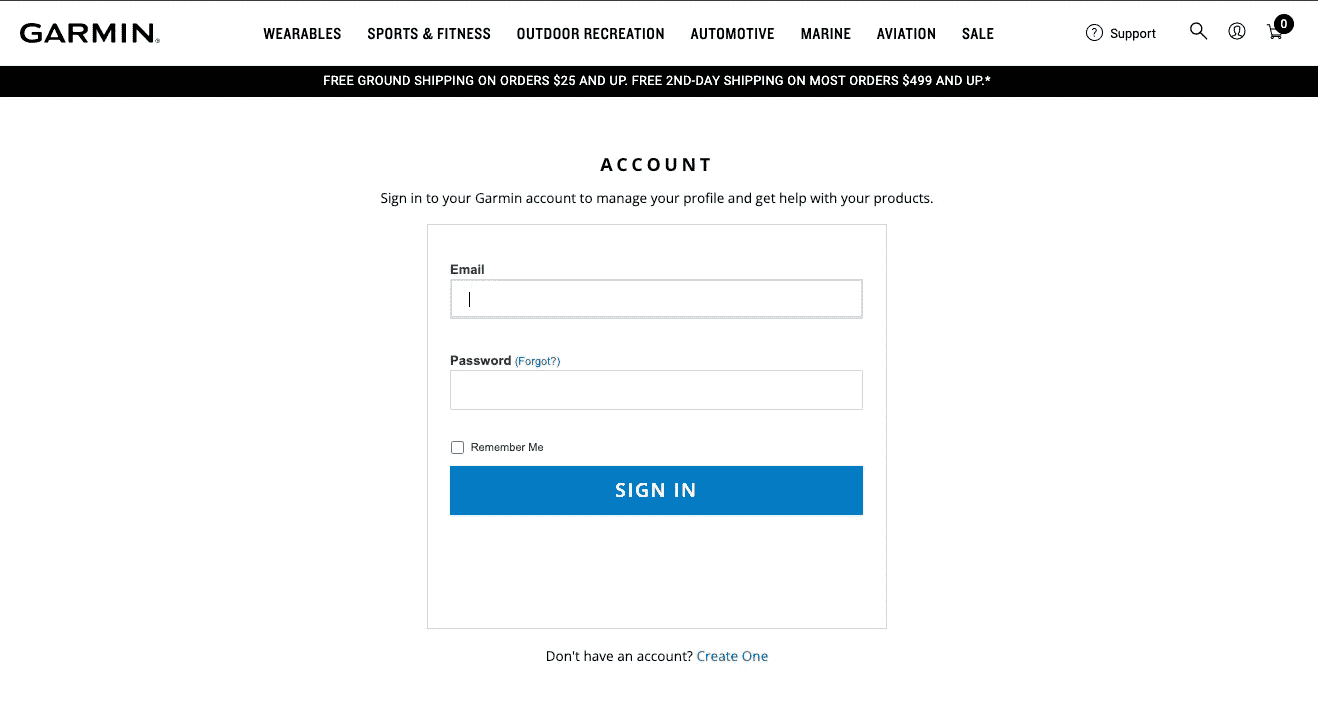 GARMIN
WEARABLES SPORTS & FITNESS OUTDOOR RECREATION AUTOMOTIVE MARINE AVIATION SALE
? Support
0
FREE GROUND SHIPPING ON ORDERS $25 AND UP. FREE 2ND-DAY SHIPPING ON MOST ORDERS $499 AND UP.*
ACCOUNT
Sign in to your Garmin account to manage your profile and get help with your products.
Email
Password (Forgot?)
Remember Me
SIGN IN
Don't have an account? Create One